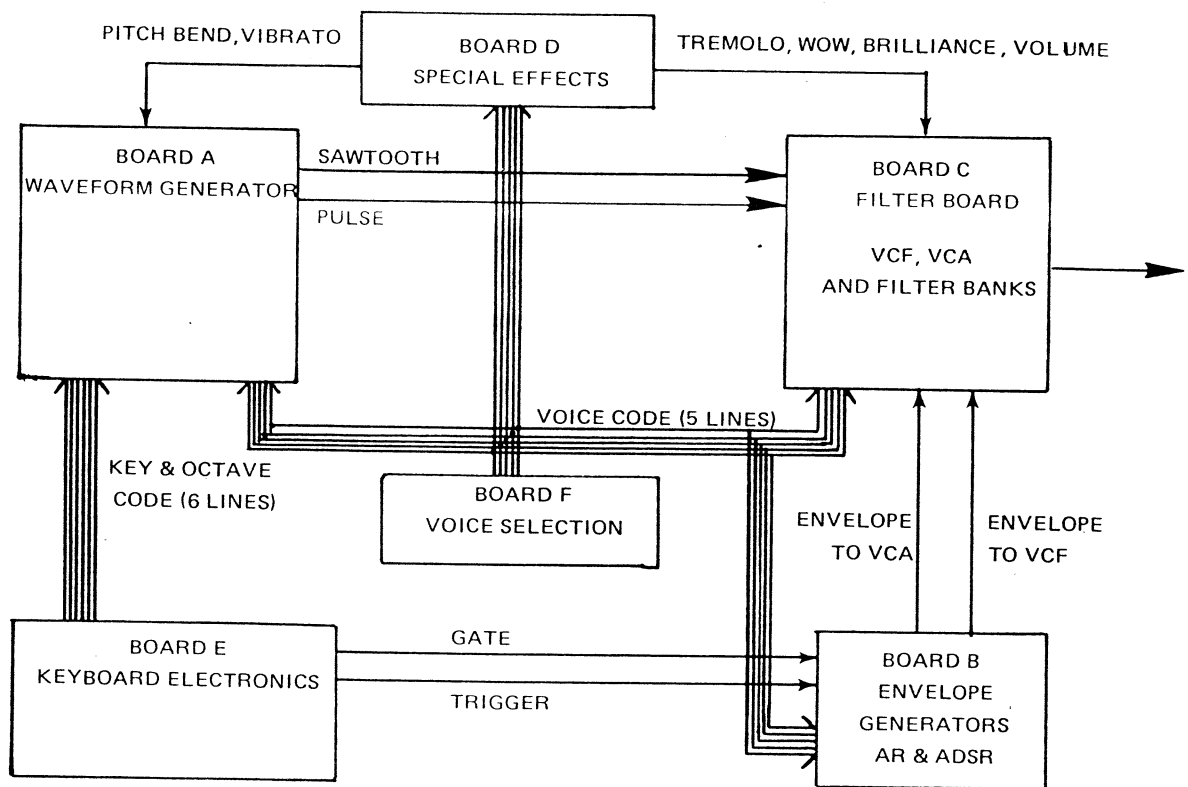 PITCH BEND, VIBRATO
BOARD D
SPECIAL EFFECTS
TREMOLO, WOW, BRILLIANCE, VOLUME
BOARD A
WAVEFORM GENERATOR
SAWTOOTH
PULSE
BOARD C
FILTER BOARD
VCF, VCA
AND FILTER BANKS
VOICE CODE (5 LINES)
KEY & OCTAVE
CODE (6 LINES)
BOARD F
VOICE SELECTION
ENVELOPE
TO VCA
ENVELOPE
TO VCF
BOARD E
KEYBOARD ELECTRONICS
GATE
TRIGGER
BOARD B
ENVELOPE
GENERATORS
AR & ADSR